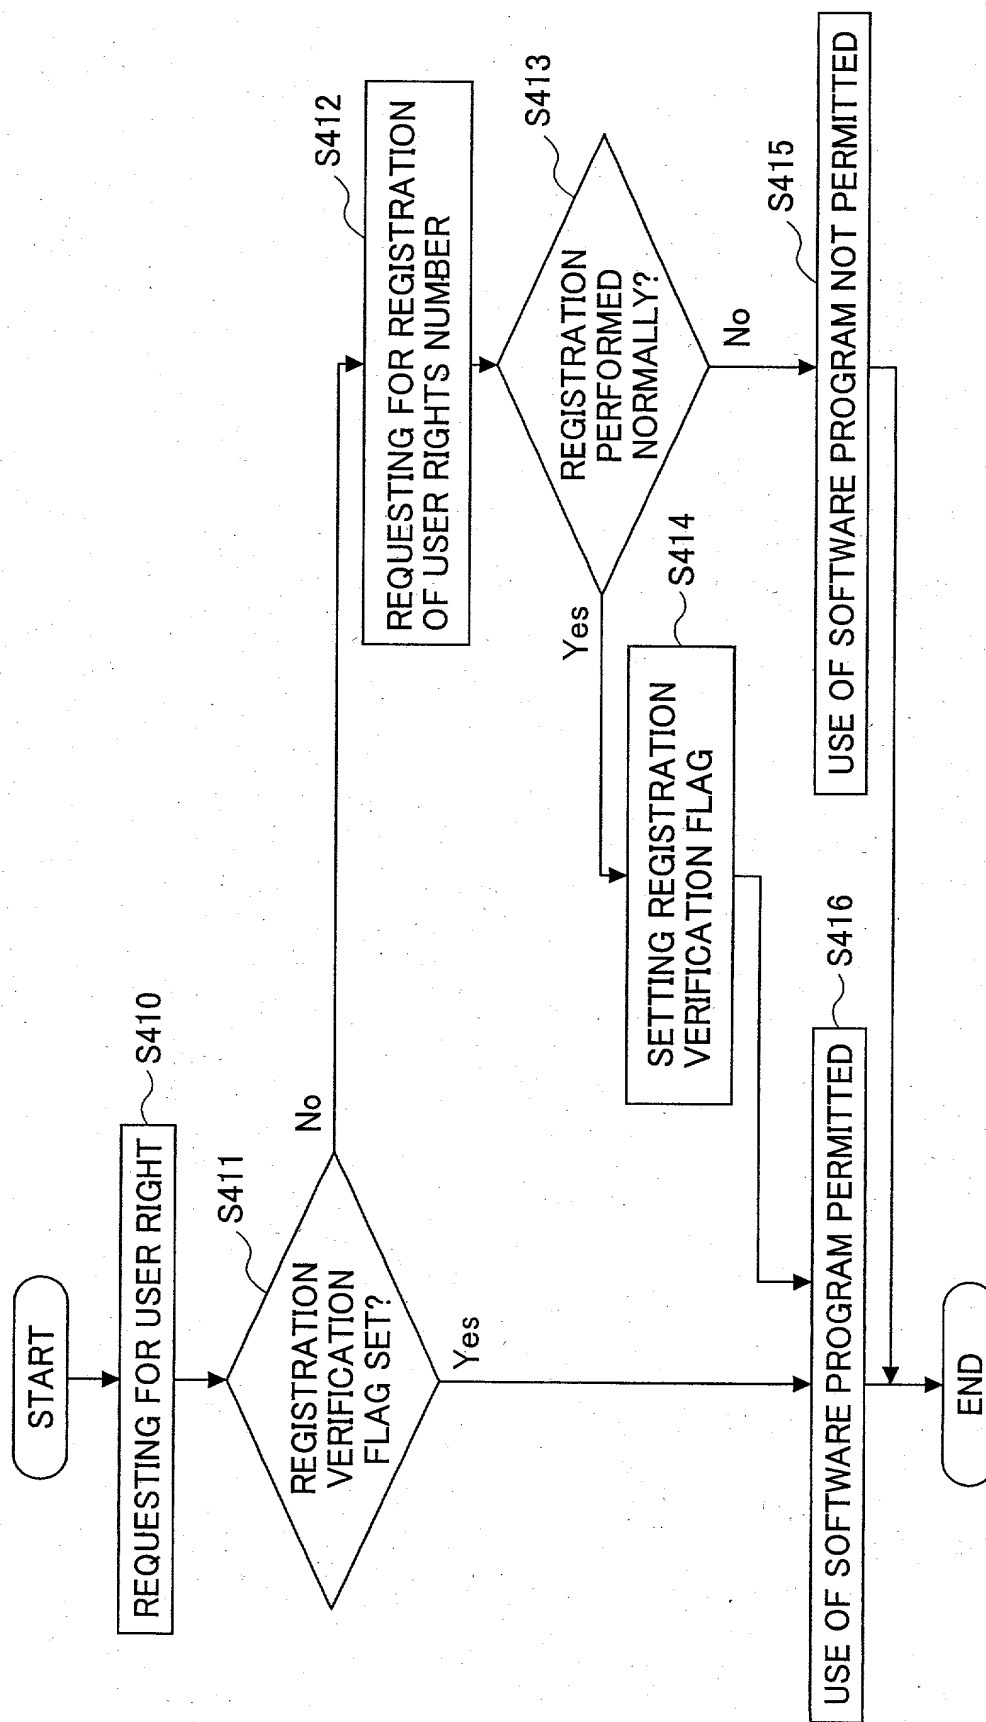 START
REQUESTING FOR USER RIGHT
S410
REGISTRATION
VERIFICATION
FLAG SET?
S411
No
Yes
REQUESTING FOR REGISTRATION
OF USER RIGHTS NUMBER
S412
REGISTRATION
PERFORMED
NORMALLY?
S413
Yes
No
SETTING REGISTRATION
VERIFICATION FLAG
S414
USE OF SOFTWARE PROGRAM NOT PERMITTED
S415
USE OF SOFTWARE PROGRAM PERMITTED
S416
END